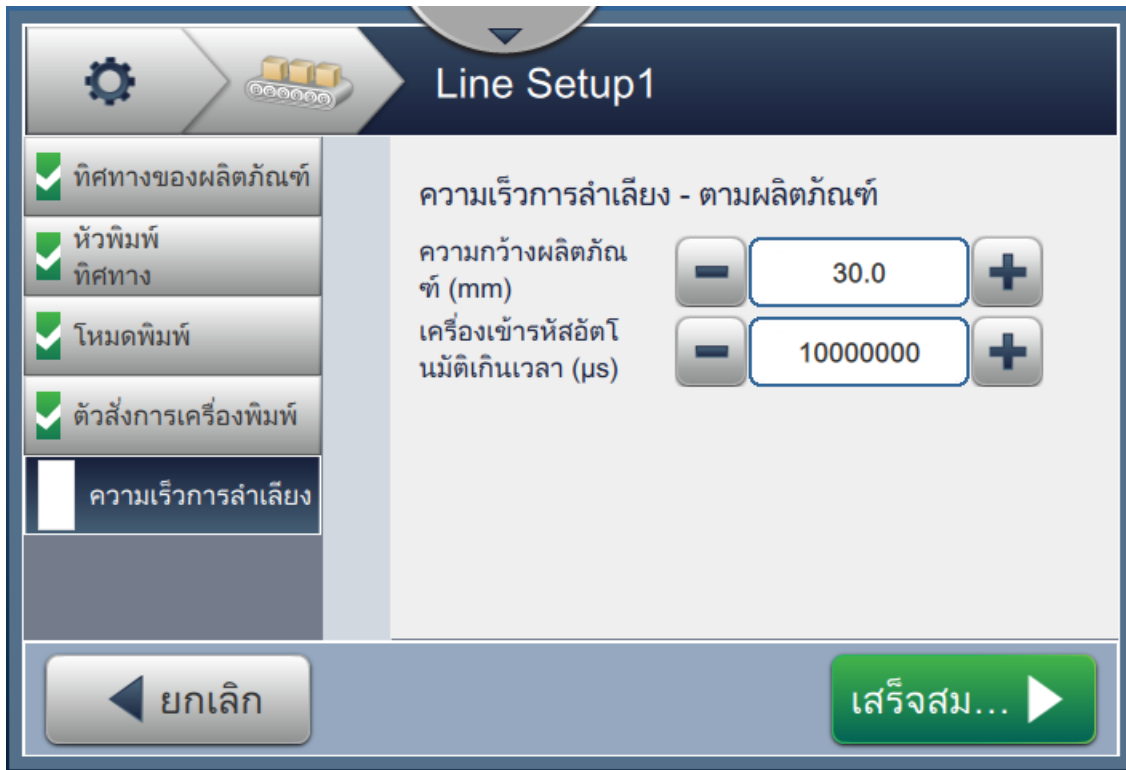 Line Setup1
ทิศทางของผลิตภัณฑ์
หัวพิมพ์
ทิศทาง
โหมดพิมพ์
ตัวสั่งการเครื่องพิมพ์
ความเร็วการลำเลียง
ความเร็วการลำเลียง - ตามผลิตภัณฑ์
ความกว้างผลิตภัณ
ฑ์ (mm)
30.0
เครื่องเข้ารหัสอัตโ
นมัติเกินเวลา (µs)
10000000
ยกเลิก
เสร็จสม...